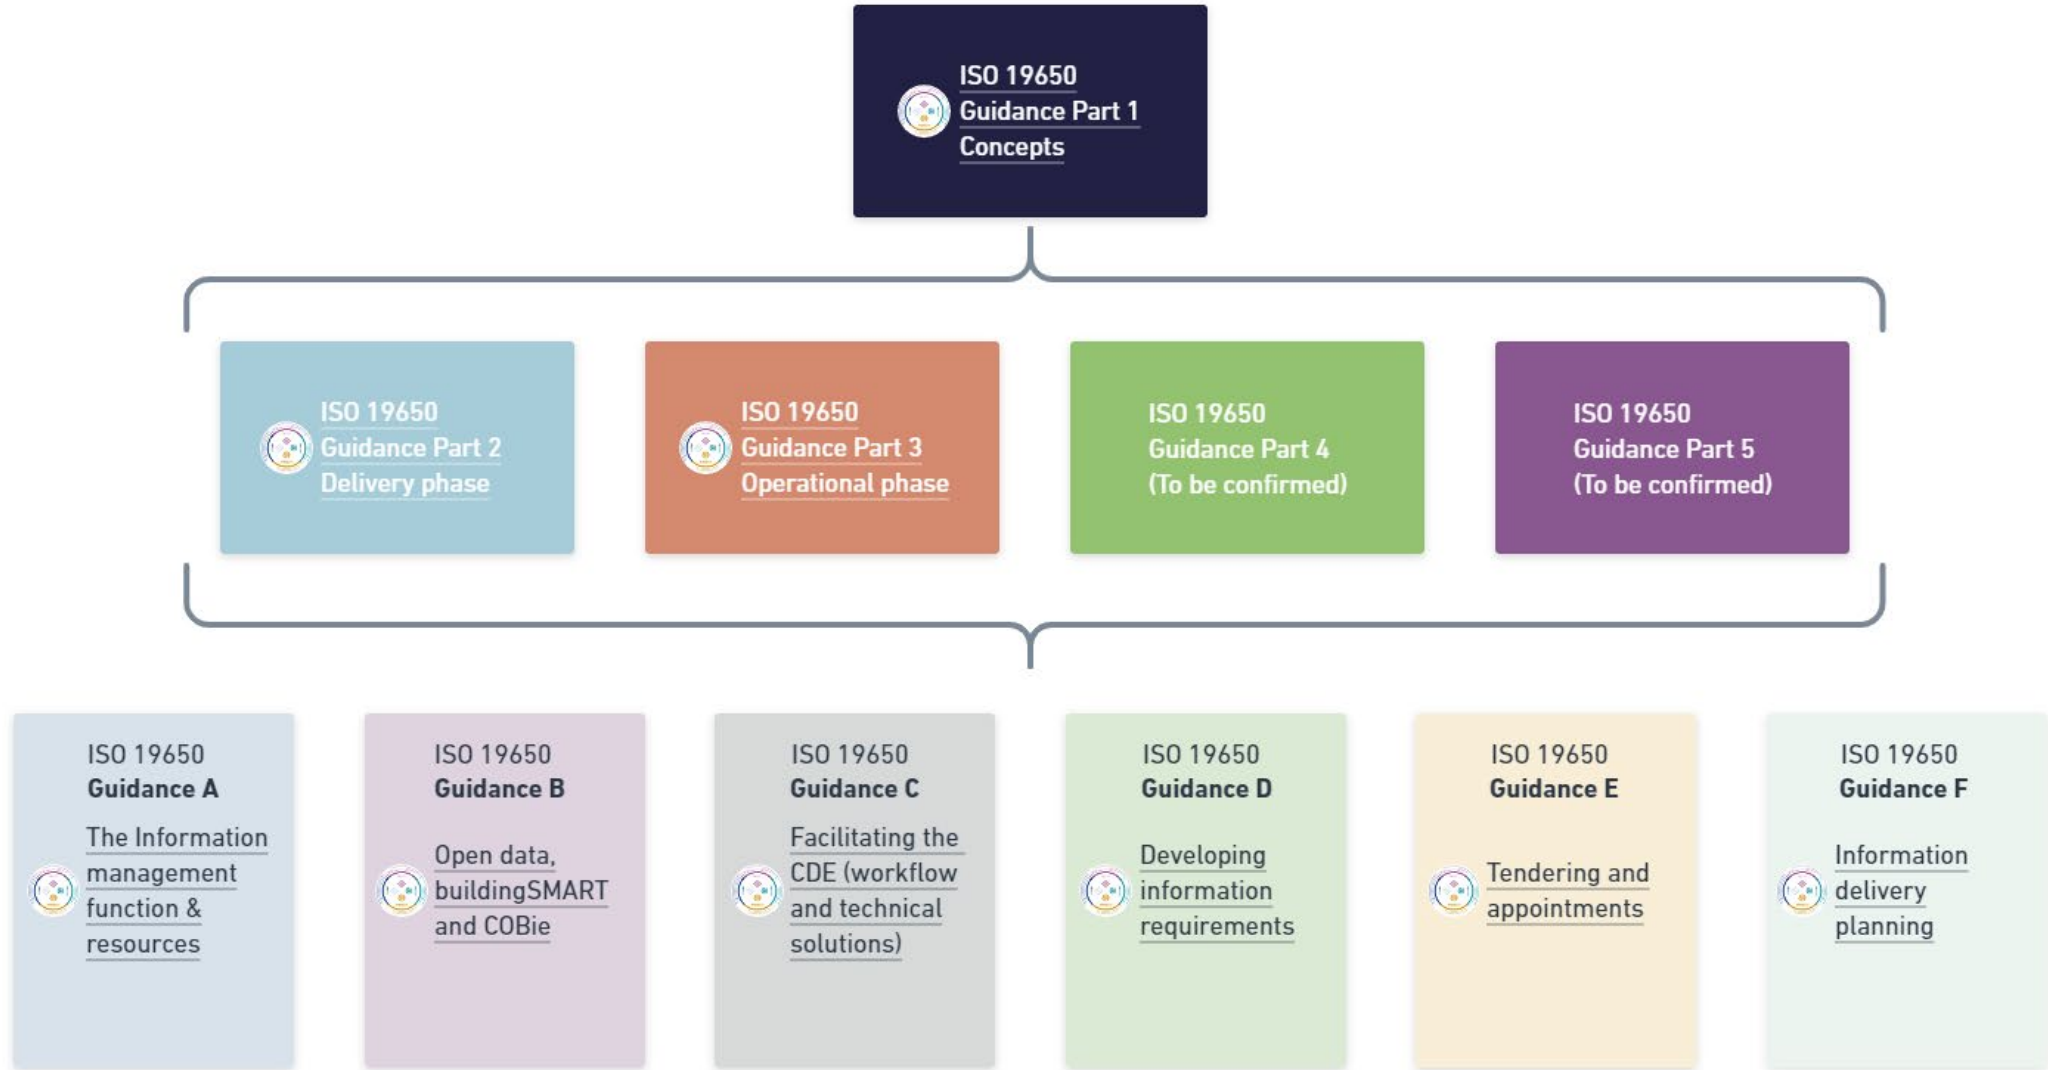 ISO 19650
Guidance Part 1
Concepts
ISO 19650
Guidance Part 2
Delivery phase
ISO 19650
Guidance Part 3
Operational phase
ISO 19650
Guidance Part 4
(To be confirmed)
ISO 19650
Guidance Part 5
(To be confirmed)
ISO 19650
Guidance A
The Information
management
function &
resources
ISO 19650
Guidance B
Open data,
buildingSMART
and COBie
ISO 19650
Guidance C
Facilitating the
CDE (workflow
and technical
solutions)
ISO 19650
Guidance D
Developing
information
requirements
ISO 19650
Guidance E
Tendering and
appointments
ISO 19650
Guidance F
Information
delivery
planning